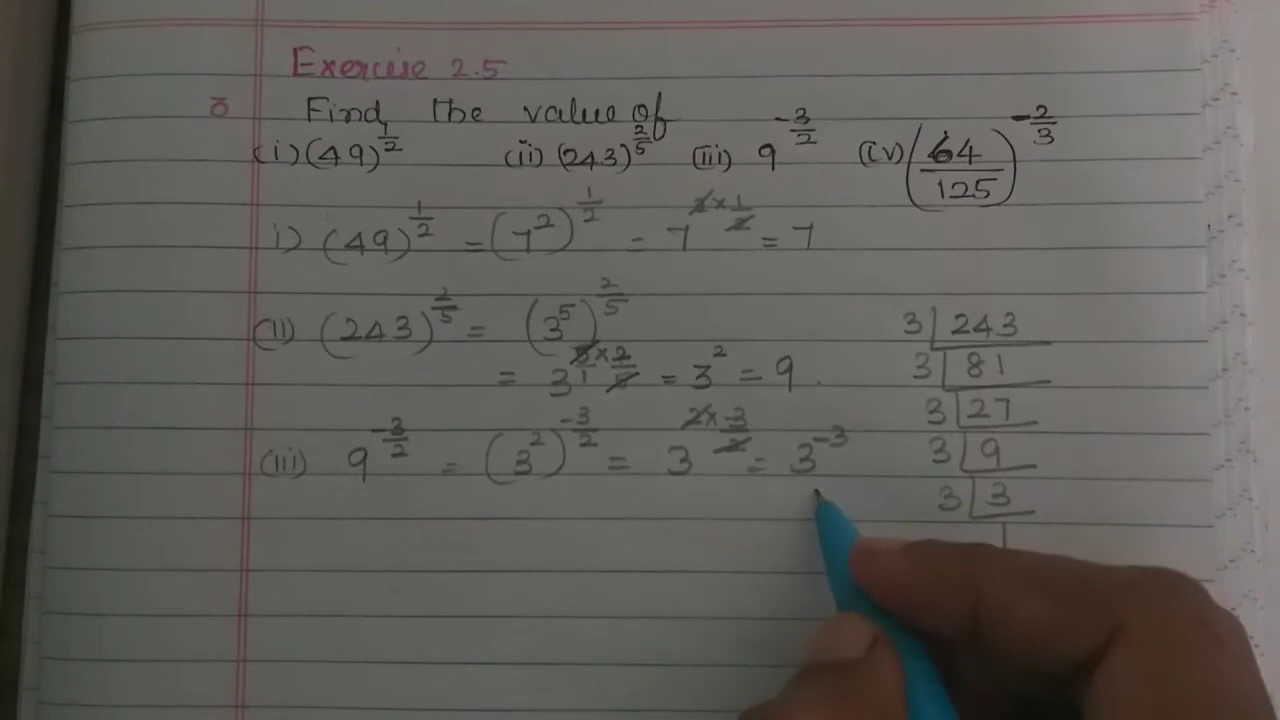 Exercise 2.5
8 Find the value of
(i) (49)^{1/2} (ii) (243)^{2/5} (iii) 9^{-3/2} (iv) (64/125)^{-2/3}
i) (49)^{1/2} = (7^2)^{1/2} = 7^{2×1/2} = 7
(ii) (243)^{2/5} = (3^5)^{2/5}
= 3^{5/1×2/5} = 3^2 = 9.
(iii) 9^{-3/2} = (3^2)^{-3/2} = 3^{2×-3/2} = 3^{-3}
3 | 243
3 | 81
3 | 27
3 | 9
3 | 3
1